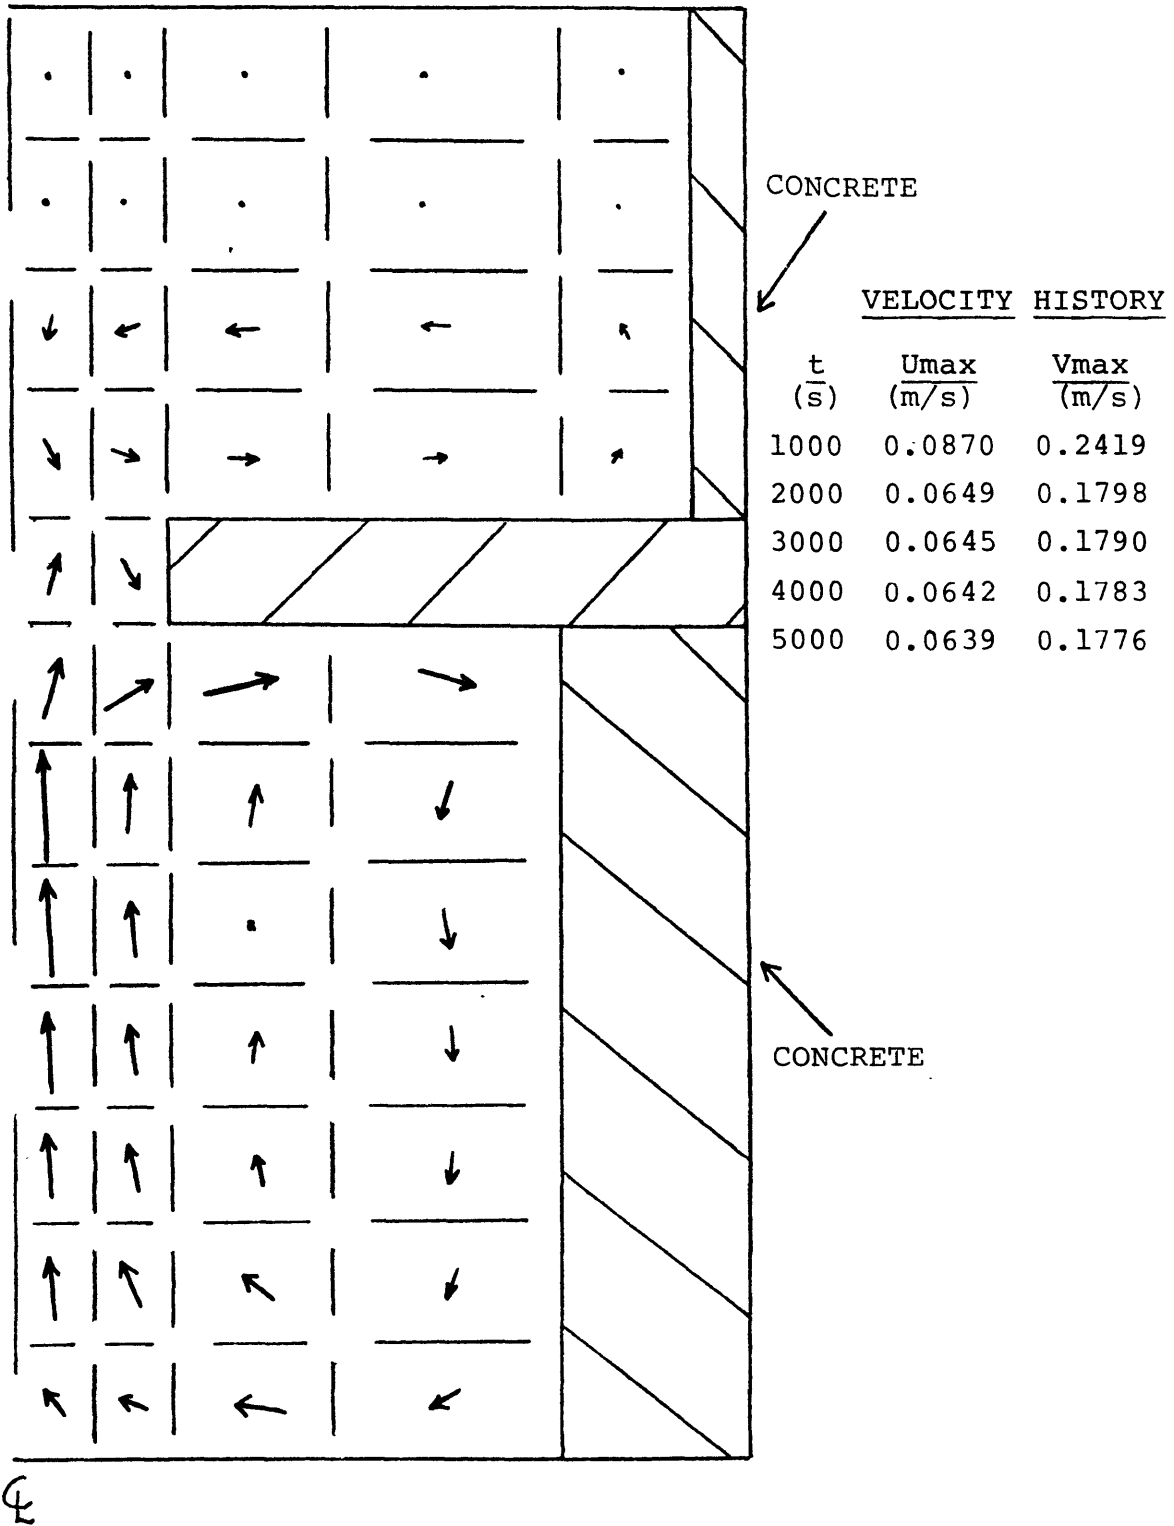 CONCRETE
VELOCITY HISTORY
t Umax Vmax
(s) (m/s) (m/s)
1000 0.0870 0.2419
2000 0.0649 0.1798
3000 0.0645 0.1790
4000 0.0642 0.1783
5000 0.0639 0.1776
CONCRETE
℄